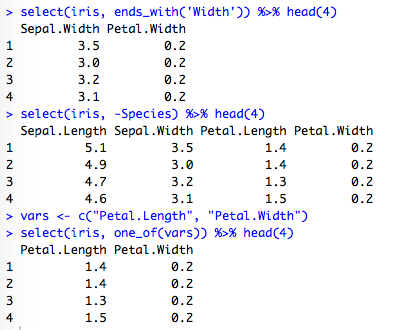 > select(iris, ends_with('Width')) %>% head(4)
  Sepal.Width Petal.Width
1         3.5         0.2
2         3.0         0.2
3         3.2         0.2
4         3.1         0.2
> select(iris, -Species) %>% head(4)
  Sepal.Length Sepal.Width Petal.Length Petal.Width
1          5.1         3.5          1.4         0.2
2          4.9         3.0          1.4         0.2
3          4.7         3.2          1.3         0.2
4          4.6         3.1          1.5         0.2
> vars <- c("Petal.Length", "Petal.Width")
> select(iris, one_of(vars)) %>% head(4)
  Petal.Length Petal.Width
1          1.4         0.2
2          1.4         0.2
3          1.3         0.2
4          1.5         0.2